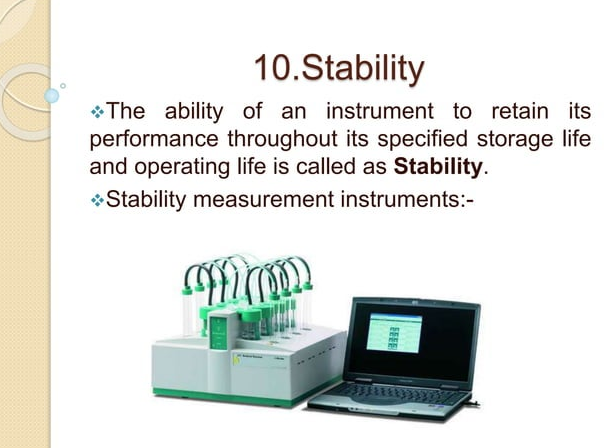 10.Stability
The ability of an instrument to retain its
performance throughout its specified storage life
and operating life is called as Stability.
Stability measurement instruments:-